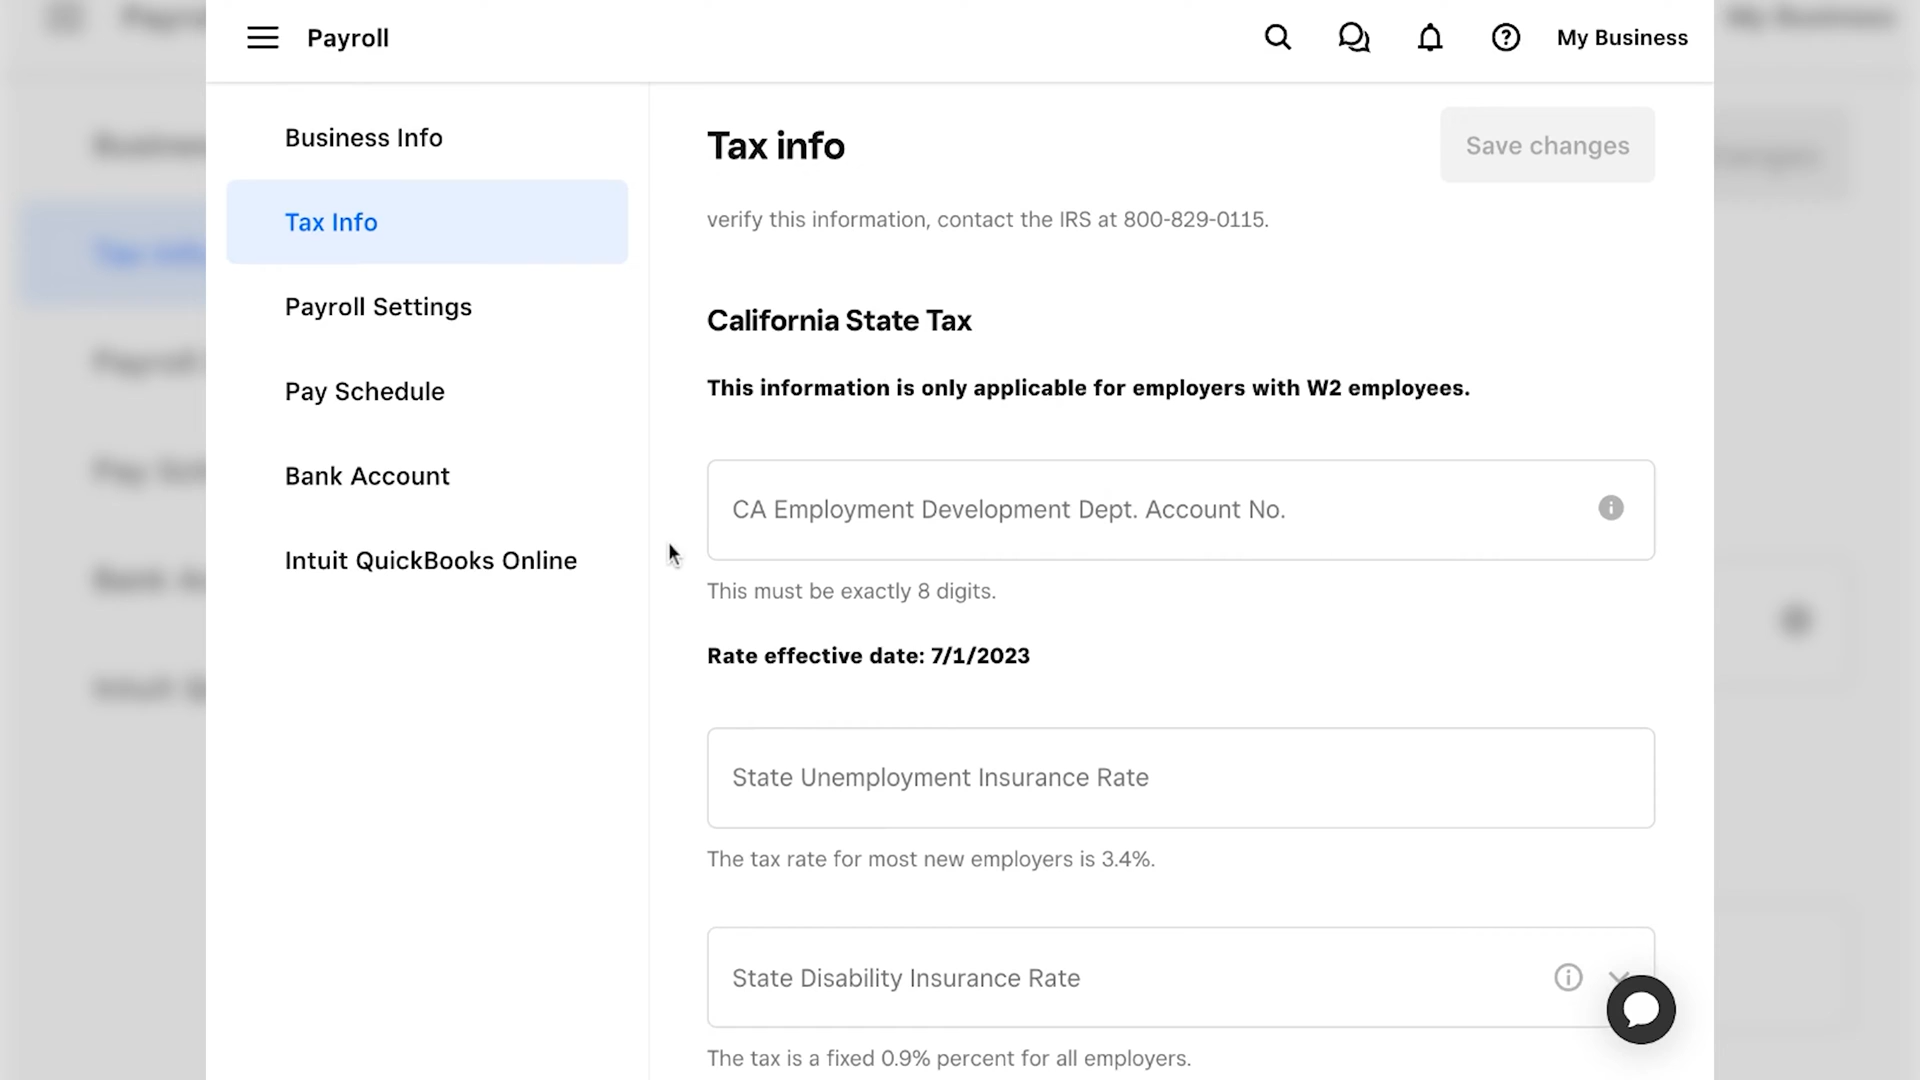 Payroll
My Business
Business Info
Tax Info
Payroll Settings
Pay Schedule
Bank Account
Intuit QuickBooks Online
Tax info
Save changes
verify this information, contact the IRS at 800-829-0115.
California State Tax
This information is only applicable for employers with W2 employees.
CA Employment Development Dept. Account No.
This must be exactly 8 digits.
Rate effective date: 7/1/2023
State Unemployment Insurance Rate
The tax rate for most new employers is 3.4%.
State Disability Insurance Rate
The tax is a fixed 0.9% percent for all employers.